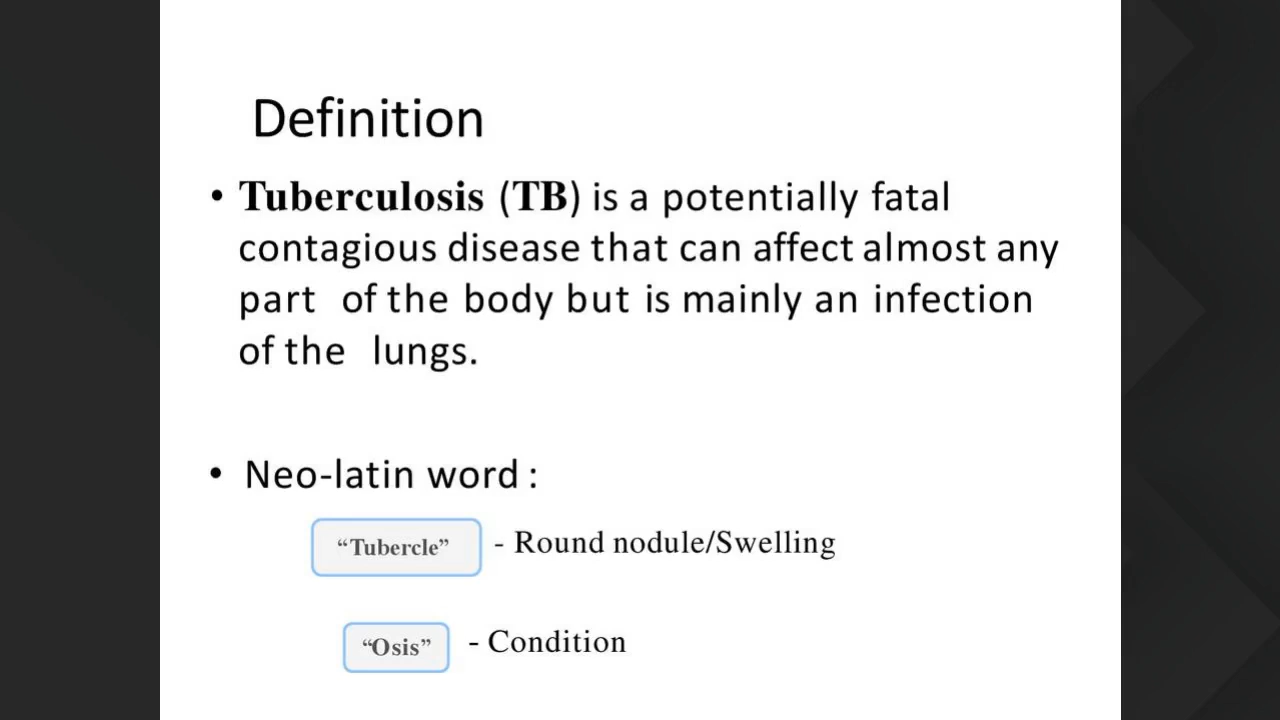 Definition
• Tuberculosis (TB) is a potentially fatal
contagious disease that can affect almost any
part of the body but is mainly an infection
of the lungs.
• Neo-latin word :
“Tubercle” - Round nodule/Swelling
“Osis” - Condition